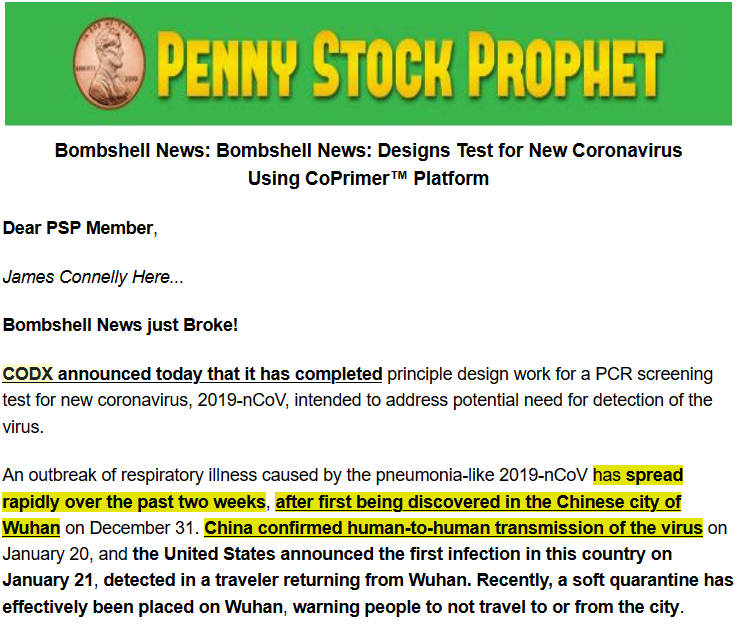 PENNY STOCK PROPHET
Bombshell News: Bombshell News: Designs Test for New Coronavirus
Using CoPrimer™ Platform
Dear PSP Member,
James Connelly Here...
Bombshell News just Broke!
CODX announced today that it has completed principle design work for a PCR screening
test for new coronavirus, 2019-nCoV, intended to address potential need for detection of the
virus.
An outbreak of respiratory illness caused by the pneumonia-like 2019-nCoV has spread
rapidly over the past two weeks, after first being discovered in the Chinese city of
Wuhan on December 31. China confirmed human-to-human transmission of the virus on
January 20, and the United States announced the first infection in this country on
January 21, detected in a traveler returning from Wuhan. Recently, a soft quarantine has
effectively been placed on Wuhan, warning people to not travel to or from the city.